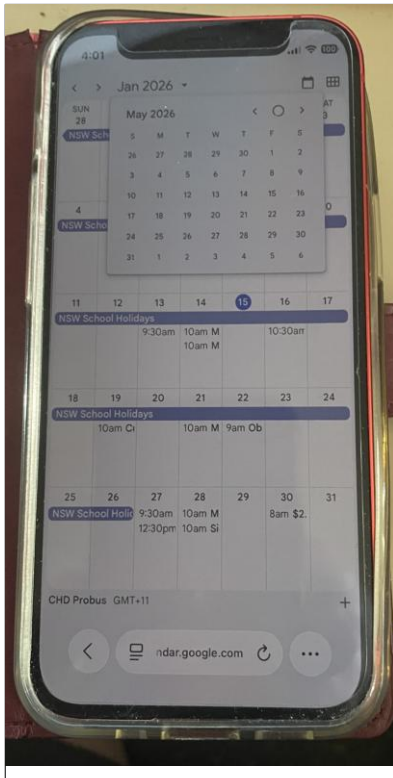 4:01 100
Jan 2026
SUN AT
28 3
NSW Sch
May 2026
S M T W T F S
26 27 28 29 30 1 2
3 4 5 6 7 8 9
10 11 12 13 14 15 16
17 18 19 20 21 22 23
24 25 26 27 28 29 30
31 1 2 3 4 5 6
4 0
NSW Scho
11 12 13 14 15 16 17
NSW School Holidays
9:30am 10am M 10:30am
10am M
18 19 20 21 22 23 24
NSW School Holidays
10am Ci 10am M 9am Ob
25 26 27 28 29 30 31
NSW School Holid 9:30am 10am M 8am $2.
12:30pm 10am Si
CHD Probus GMT+11
ndar.google.com